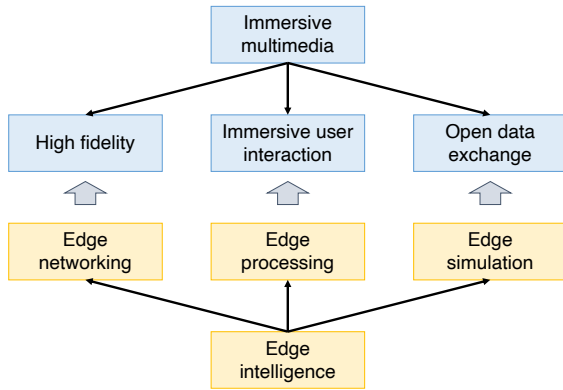 Immersive
multimedia
High fidelity
Immersive user
interaction
Open data
exchange
Edge
networking
Edge
processing
Edge
simulation
Edge
intelligence